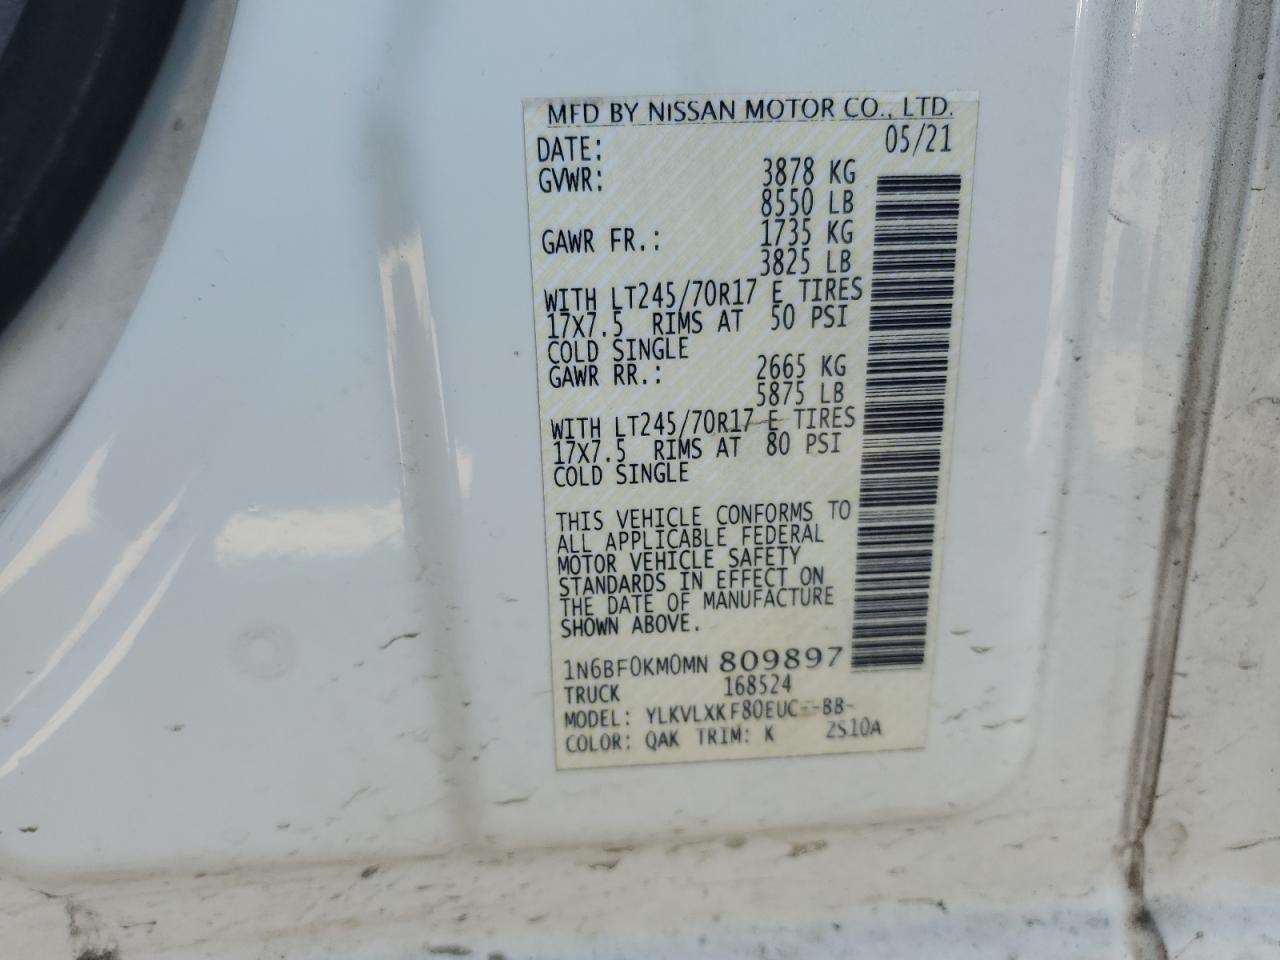 MFD BY NISSAN MOTOR CO., LTD.
DATE: 05/21
GVWR: 3878 KG
8550 LB
GAWR FR.: 1735 KG
3825 LB
WITH LT245/70R17 E TIRES
17X7.5 RIMS AT 50 PSI
COLD SINGLE
GAWR RR.: 2665 KG
5875 LB
WITH LT245/70R17 E TIRES
17X7.5 RIMS AT 80 PSI
COLD SINGLE
THIS VEHICLE CONFORMS TO
ALL APPLICABLE FEDERAL
MOTOR VEHICLE SAFETY
STANDARDS IN EFFECT ON
THE DATE OF MANUFACTURE
SHOWN ABOVE.
1N6BF0KM0MN 809897
TRUCK 168524
MODEL: YLKVLXKF80EUC--BB-
COLOR: QAK TRIM: K ZS10A